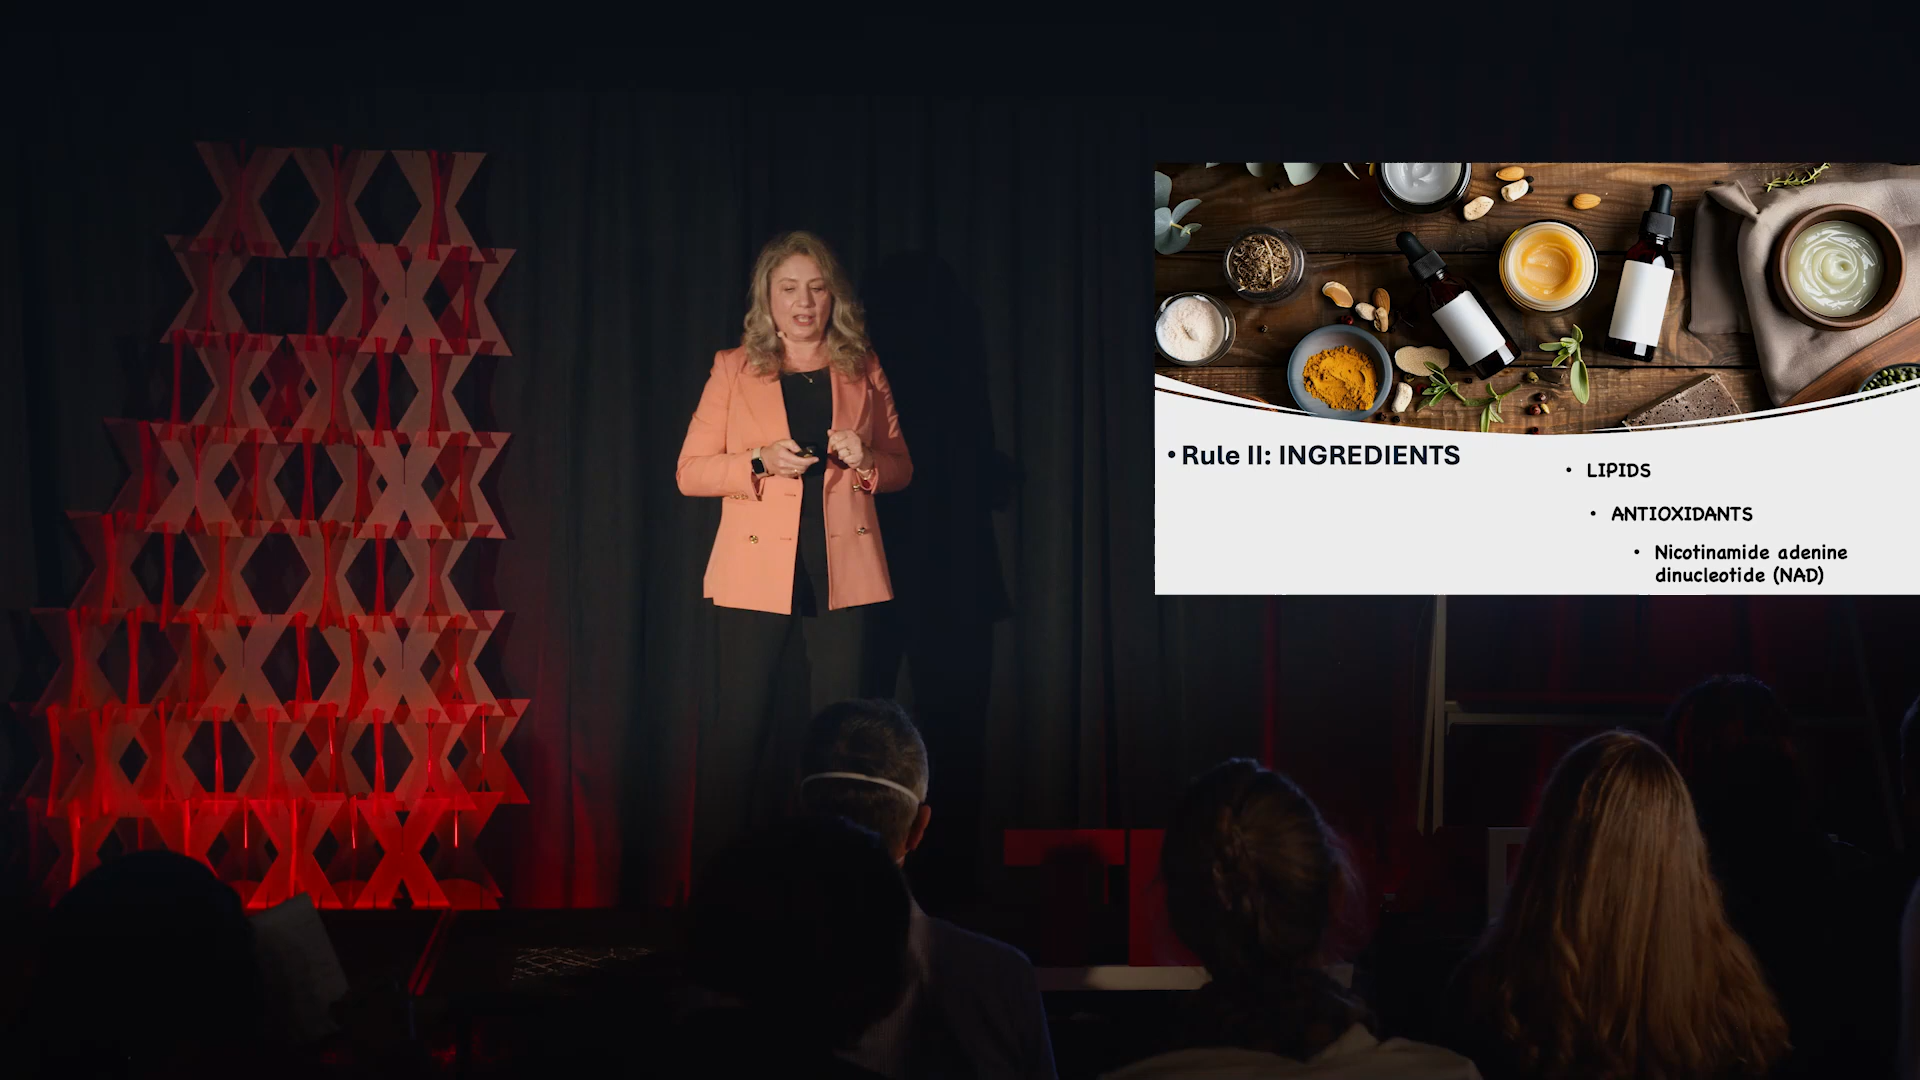 • Rule II: INGREDIENTS
• LIPIDS
• ANTIOXIDANTS
• Nicotinamide adenine
dinucleotide (NAD)
T